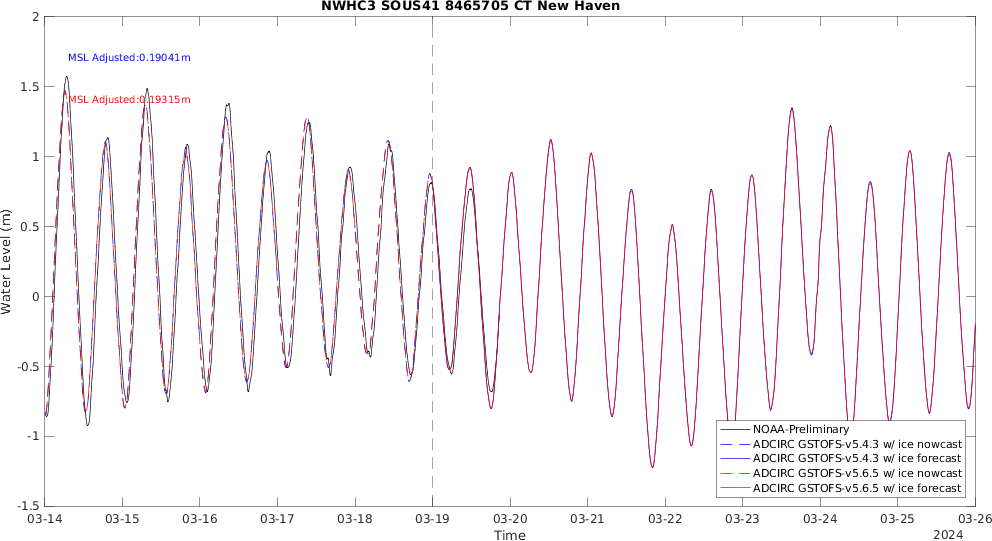 NWHC3 SOUS41 8465705 CT New Haven
MSL Adjusted:0.19041m
MSL Adjusted:0.19315m
Water Level (m)
2
1.5
1
0.5
0
-0.5
-1
-1.5
NOAA-Preliminary
ADCIRC GSTOFS-v5.4.3 w/ ice nowcast
ADCIRC GSTOFS-v5.4.3 w/ ice forecast
ADCIRC GSTOFS-v5.6.5 w/ ice nowcast
ADCIRC GSTOFS-v5.6.5 w/ ice forecast
03-14 03-15 03-16 03-17 03-18 03-19 03-20 03-21 03-22 03-23 03-24 03-25 03-26
Time
2024